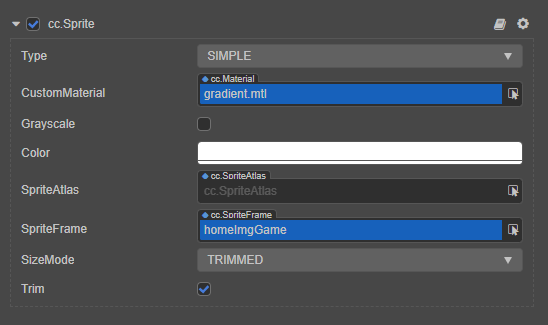 cc.Sprite
Type SIMPLE
cc.Material
CustomMaterial gradient.mtl
Grayscale
Color
cc.SpriteAtlas
SpriteAtlas cc.SpriteAtlas
cc.SpriteFrame
SpriteFrame homeImgGame
SizeMode TRIMMED
Trim